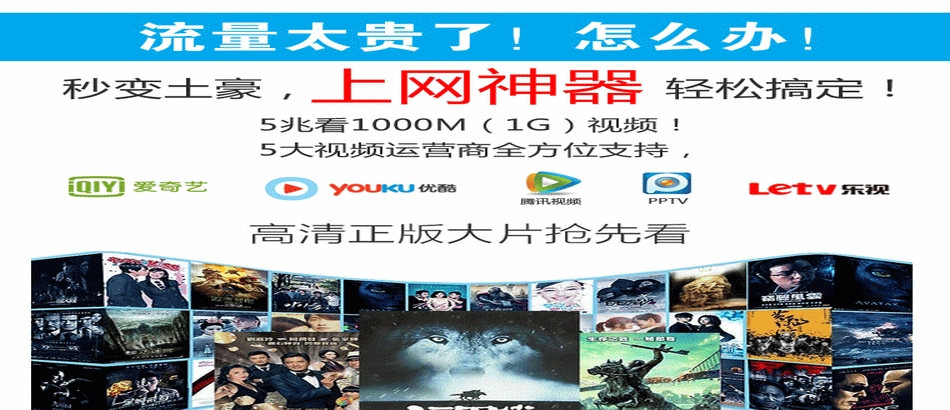 流量太贵了! 怎么办!
秒变土豪，上网神器 轻松搞定！
5兆看1000M（1G）视频！
5大视频运营商全方位支持，
iQIYI 爱奇艺 YOUKU 优酷 腾讯视频 PPTV Letv 乐视
高清正版大片抢先看